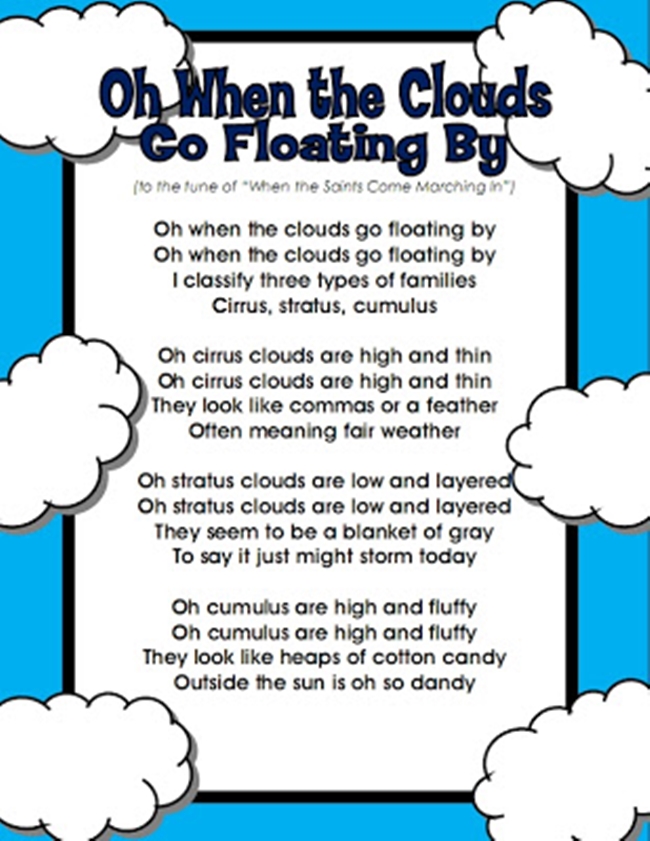 Oh When the Clouds
Go Floating By
(to the tune of "When the Saints Come Marching In")
Oh when the clouds go floating by
Oh when the clouds go floating by
I classify three types of families
Cirrus, stratus, cumulus
Oh cirrus clouds are high and thin
Oh cirrus clouds are high and thin
They look like commas or a feather
Often meaning fair weather
Oh stratus clouds are low and layered
Oh stratus clouds are low and layered
They seem to be a blanket of gray
To say it just might storm today
Oh cumulus are high and fluffy
Oh cumulus are high and fluffy
They look like heaps of cotton candy
Outside the sun is oh so dandy